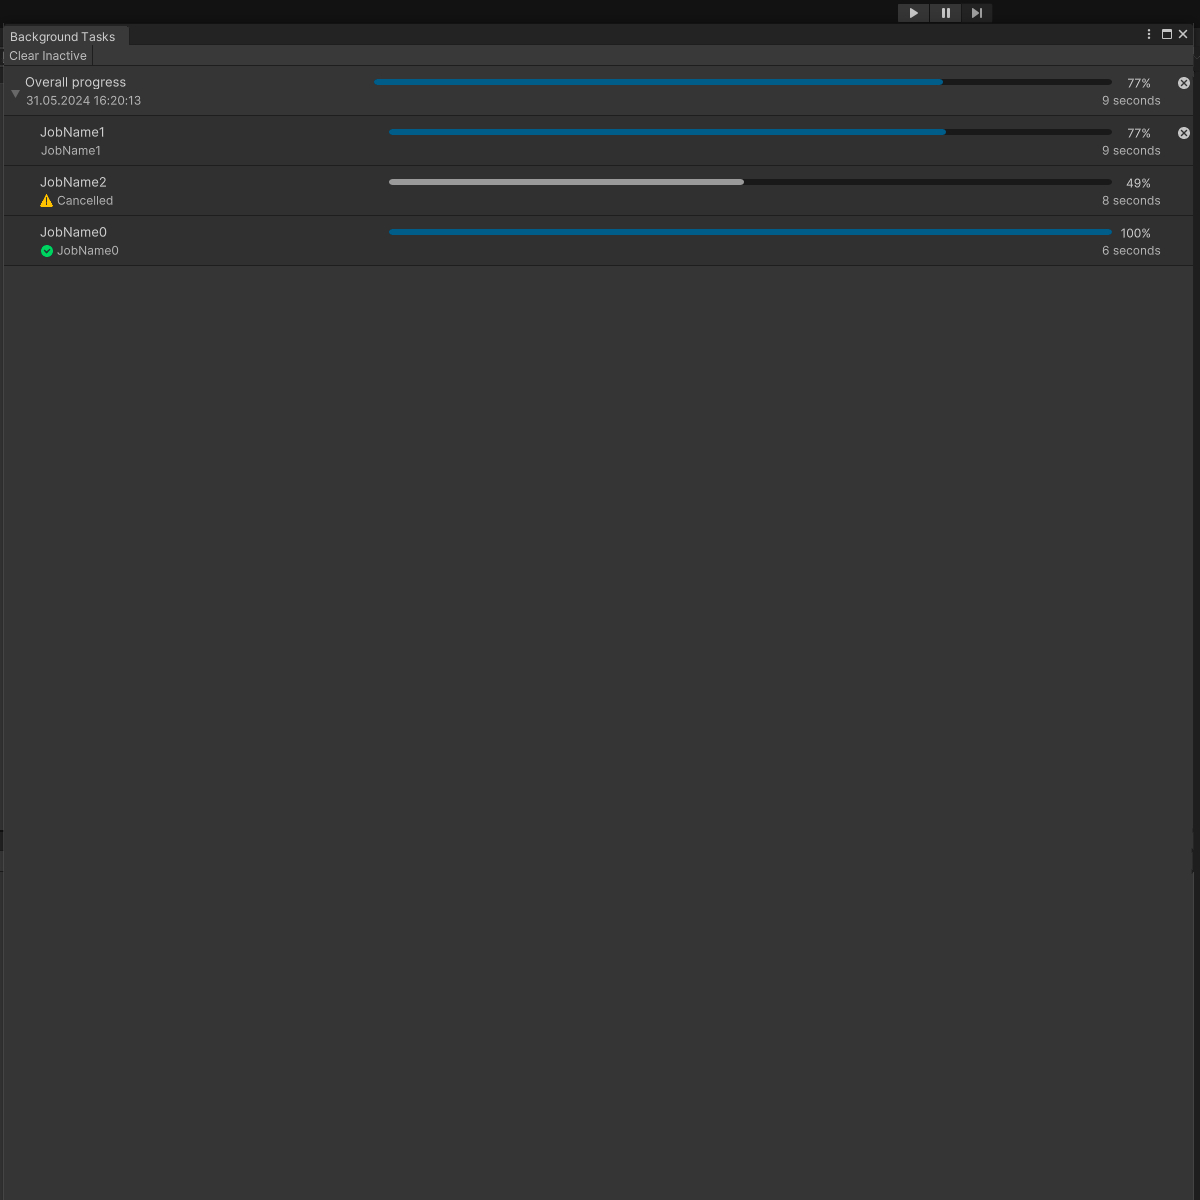 Background Tasks
Clear Inactive
Overall progress 77%
31.05.2024 16:20:13 9 seconds
JobName1 77%
JobName1 9 seconds
JobName2 49%
Cancelled 8 seconds
JobName0 100%
JobName0 6 seconds